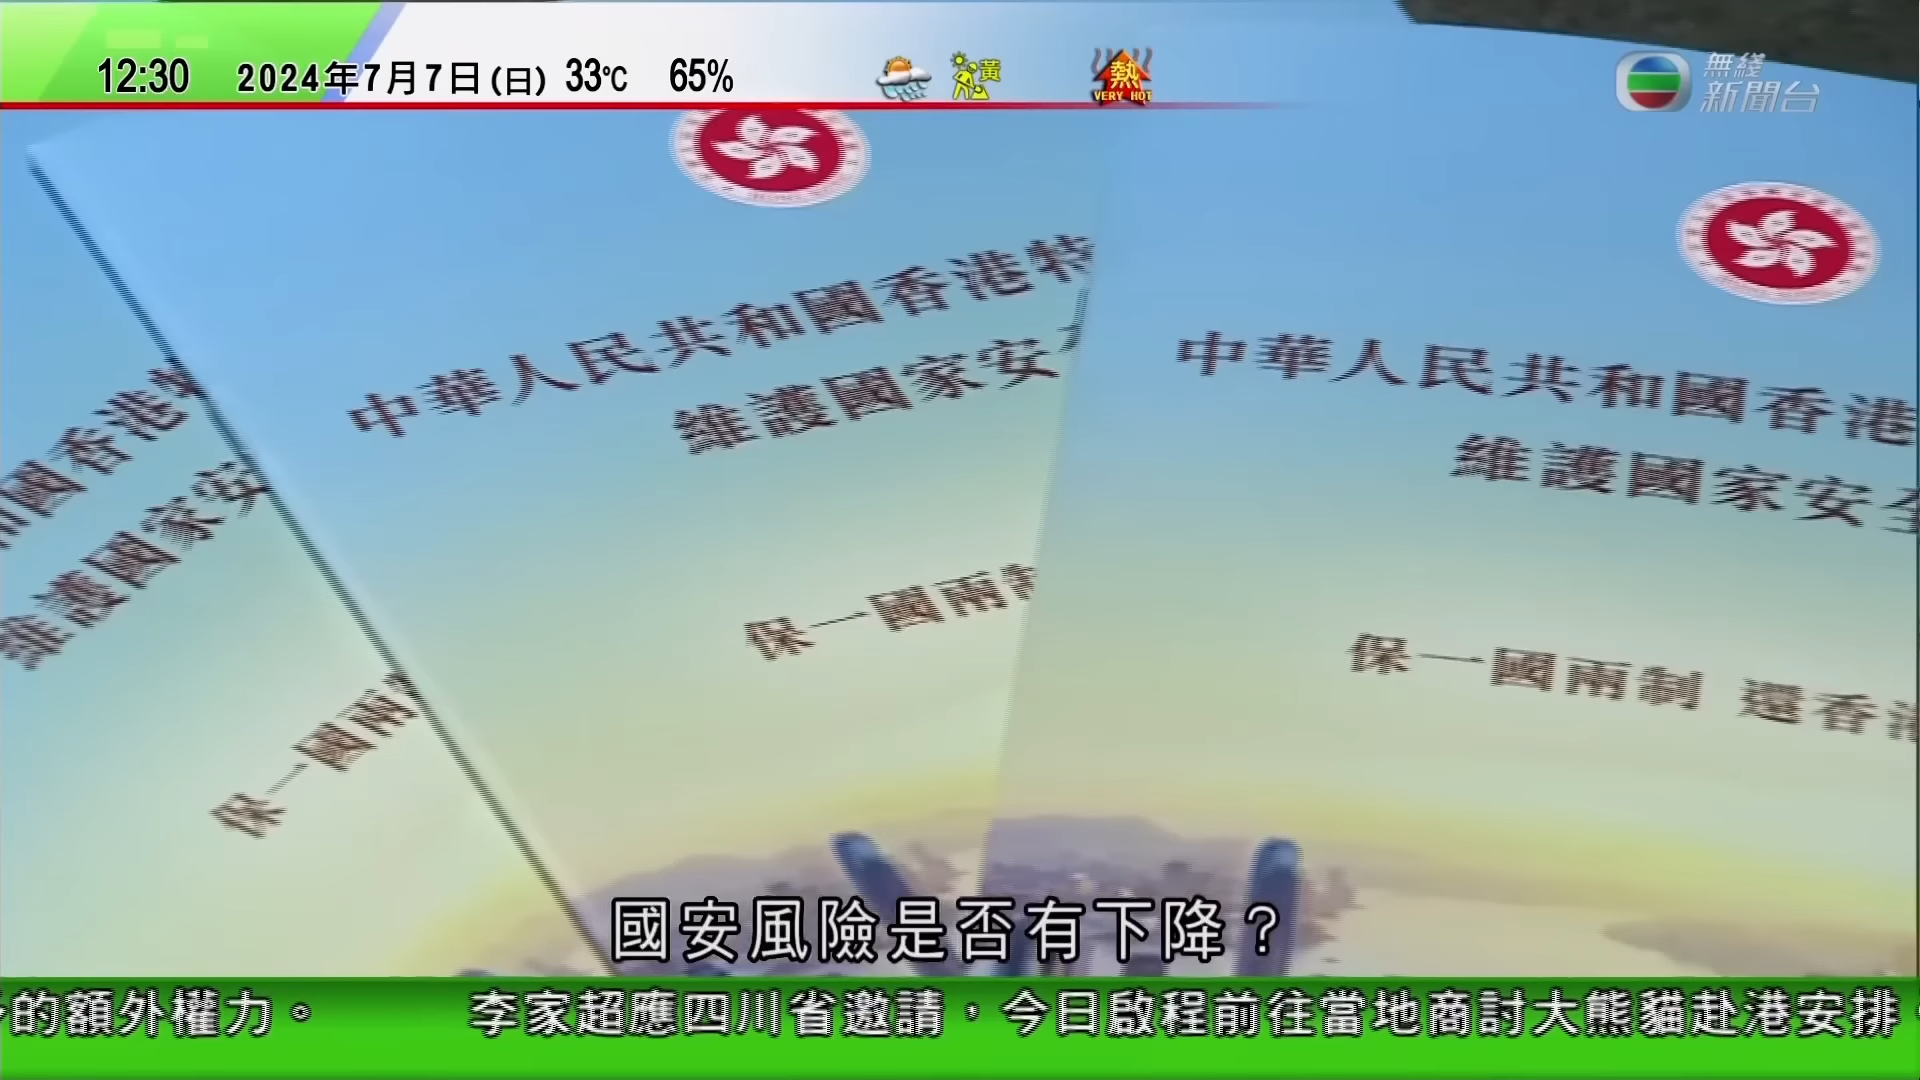 12:30 2024年7月7日(日) 33℃ 65%
黃
熱
VERY HOT
無綫
新聞台
中華人民共和國香港特
維護國家安
保一國兩制
中華人民共和國香港
維護國家安全
保一國兩制 還香港
國香港特
維護國家安
保一國兩
國安風險是否有下降？
的額外權力。 李家超應四川省邀請，今日啟程前往當地商討大熊貓赴港安排。